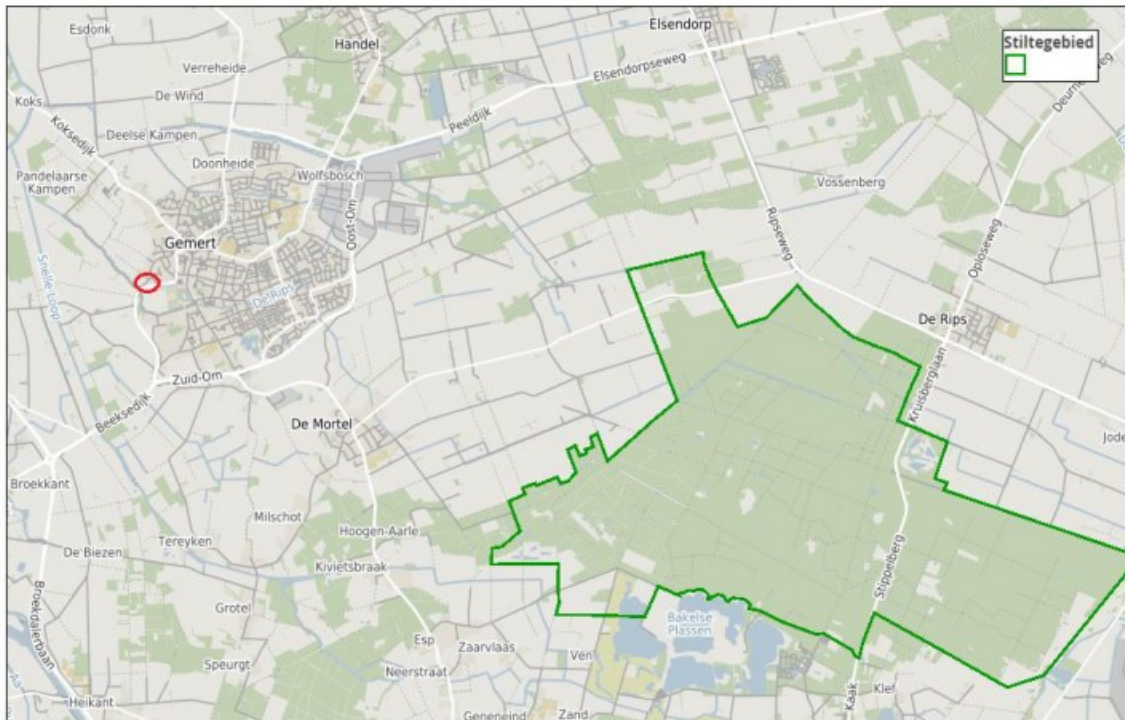 Esdonk
Handel
Elsendorp
Stiltegebied
Verreheide
Elsendorpseweg
De Wind
Koks
Koksedijk
Peeldijk
Deelse Kampen
Doonheide
Wolfsbosch
Pandelaarse
Kampen
Vossenberg
Oost-Om
Ripseweg
Oploseweg
Gemert
Snelle Loop
De Rips
De Rips
Kruisberglaan
Zuid-Om
Beeksedijk
De Mortel
Broekkant
Milschot
Hoogen-Aarle
De Biezen
Tereyken
Kivietsbraak
Stippelberg
Broekdalerbaan
Grotel
Bakelse
Plassen
Esp
Zaarvlaas
Ven
Speurgt
Neerstraat
Klef
Kaak
Aa
Heikant
Geneneind
Zand